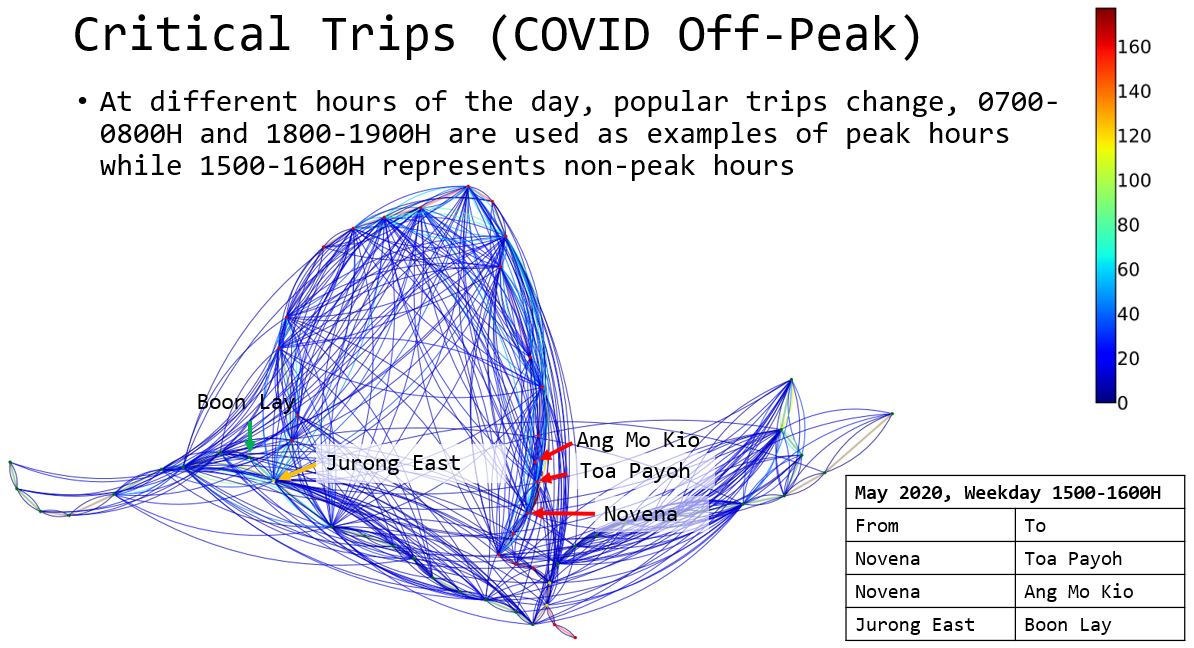 Critical Trips (COVID Off-Peak)
• At different hours of the day, popular trips change, 0700-
0800H and 1800-1900H are used as examples of peak hours
while 1500-1600H represents non-peak hours
160
140
120
100
80
60
40
20
0
Boon Lay
Jurong East
Ang Mo Kio
Toa Payoh
Novena
May 2020, Weekday 1500-1600H
From To
Novena Toa Payoh
Novena Ang Mo Kio
Jurong East Boon Lay